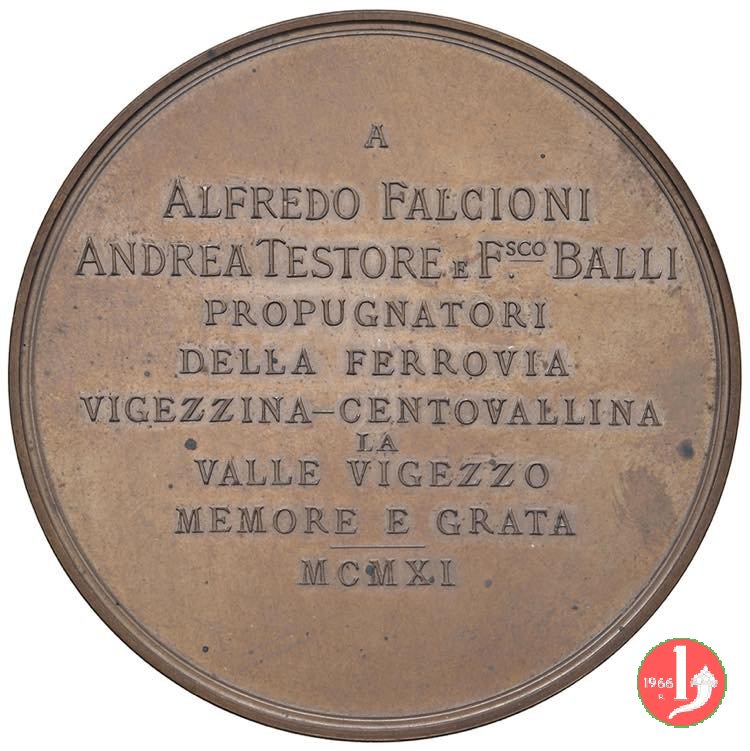 A
ALFREDO FALCIONI
ANDREA TESTORE E F.SCO BALLI
PROPUGNATORI
DELLA FERROVIA
VIGEZZINA–CENTOVALLINA
LA
VALLE VIGEZZO
MEMORE E GRATA
MCMXI
1966
R.